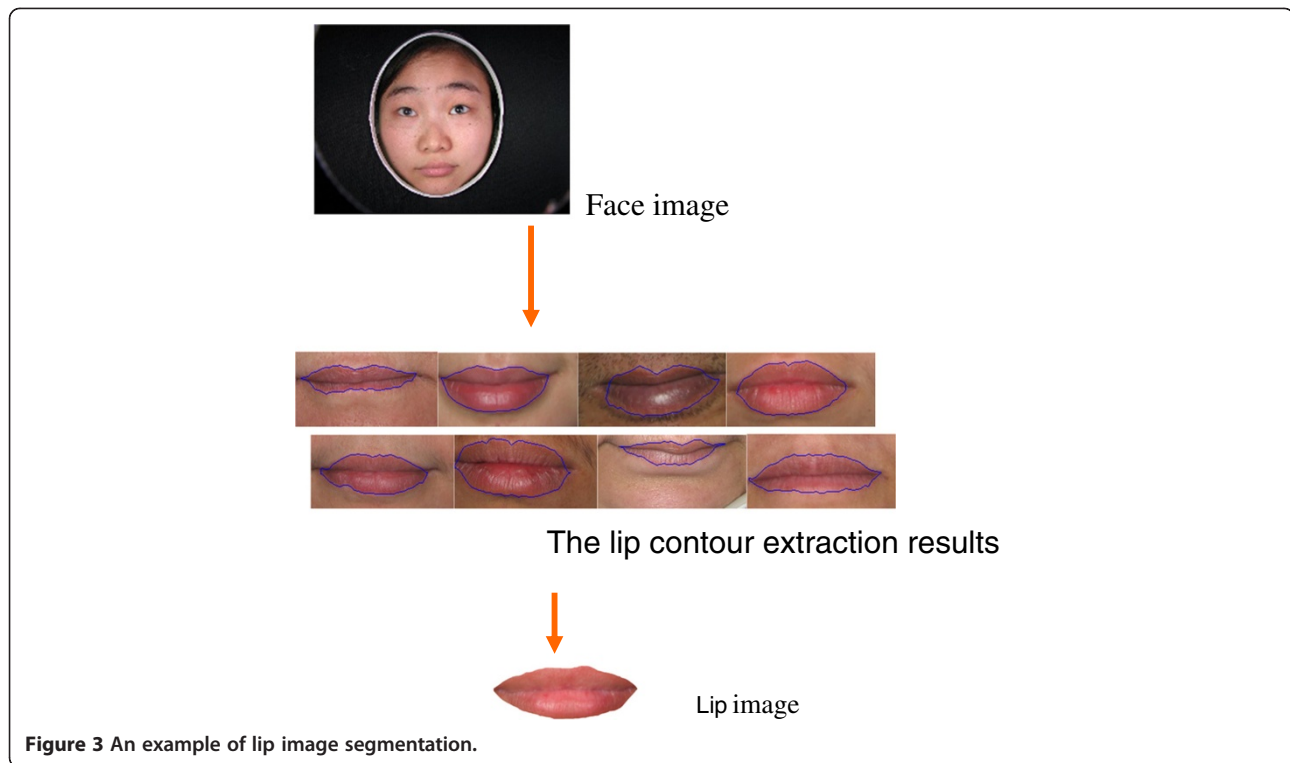 Face image
The lip contour extraction results
Lip image
Figure 3 An example of lip image segmentation.